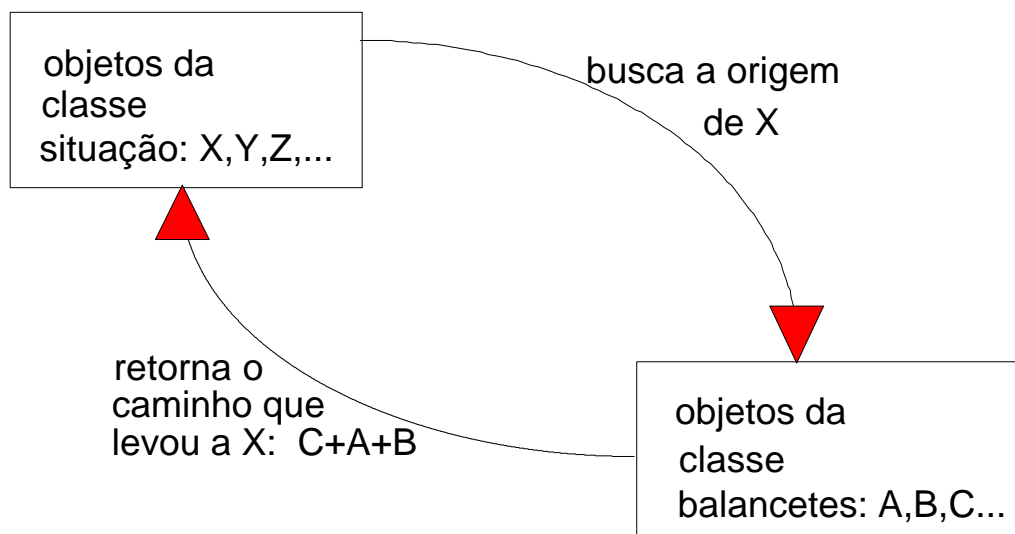 objetos da
classe
situação: X,Y,Z,...
busca a origem
de X
retorna o
caminho que
levou a X: C+A+B
objetos da
classe
balancetes: A,B,C...